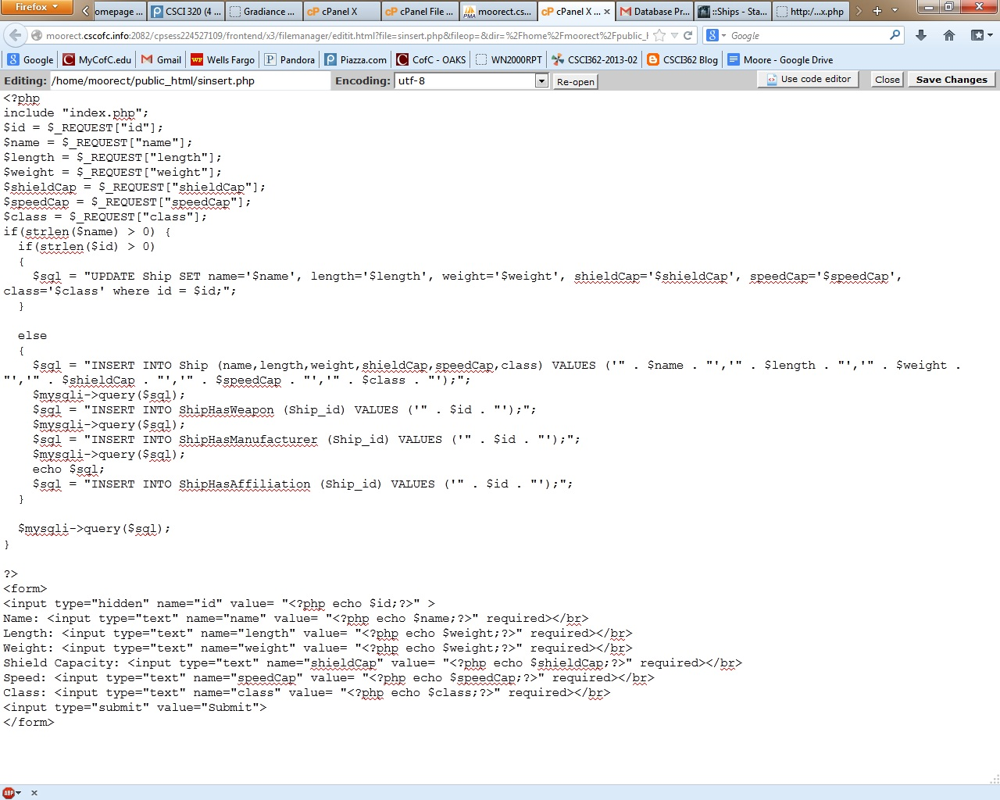 Firefox
omepage ...
CSCI 320 (4 ...
Gradiance ...
cPanel X
cPanel File ...
moorect.cs...
cPanel X ...
Database Pr...
::Ships - Sta...
http:/...x.php
moorect.cscofc.info:2082/cpsess224527109/frontend/x3/filemanager/editit.html?file=sinsert.php&fileop=&dir=%2Fhome%2Fmoorect%2Fpublic_h
Google
Google
MyCofC.edu
Gmail
Wells Fargo
Pandora
Piazza.com
CofC - OAKS
WN2000RPT
CSCI362-2013-02
CSCI362 Blog
Moore - Google Drive
Editing: /home/moorect/public_html/sinsert.php Encoding: utf-8 Re-open Use code editor Close Save Changes
<?php
include "index.php";
$id = $_REQUEST["id"];
$name = $_REQUEST["name"];
$length = $_REQUEST["length"];
$weight = $_REQUEST["weight"];
$shieldCap = $_REQUEST["shieldCap"];
$speedCap = $_REQUEST["speedCap"];
$class = $_REQUEST["class"];
if(strlen($name) > 0) {
  if(strlen($id) > 0)
  {
    $sql = "UPDATE Ship SET name='$name', length='$length', weight='$weight', shieldCap='$shieldCap', speedCap='$speedCap',
class='$class' where id = $id;";
  }
  else
  {
    $sql = "INSERT INTO Ship (name,length,weight,shieldCap,speedCap,class) VALUES ('" . $name . "','" . $length . "','" . $weight .
"','" . $shieldCap . "','" . $speedCap . "','" . $class . "');";
    $mysqli->query($sql);
    $sql = "INSERT INTO ShipHasWeapon (Ship_id) VALUES ('" . $id . "');";
    $mysqli->query($sql);
    $sql = "INSERT INTO ShipHasManufacturer (Ship_id) VALUES ('" . $id . "');";
    $mysqli->query($sql);
    echo $sql;
    $sql = "INSERT INTO ShipHasAffiliation (Ship_id) VALUES ('" . $id . "');";
  }
  $mysqli->query($sql);
}
?>
<form>
<input type="hidden" name="id" value= "<?php echo $id;?>" >
Name: <input type="text" name="name" value= "<?php echo $name;?>" required></br>
Length: <input type="text" name="length" value= "<?php echo $weight;?>" required></br>
Weight: <input type="text" name="weight" value= "<?php echo $weight;?>" required></br>
Shield Capacity: <input type="text" name="shieldCap" value= "<?php echo $shieldCap;?>" required></br>
Speed: <input type="text" name="speedCap" value= "<?php echo $speedCap;?>" required></br>
Class: <input type="text" name="class" value= "<?php echo $class;?>" required></br>
<input type="submit" value="Submit">
</form>
ABP